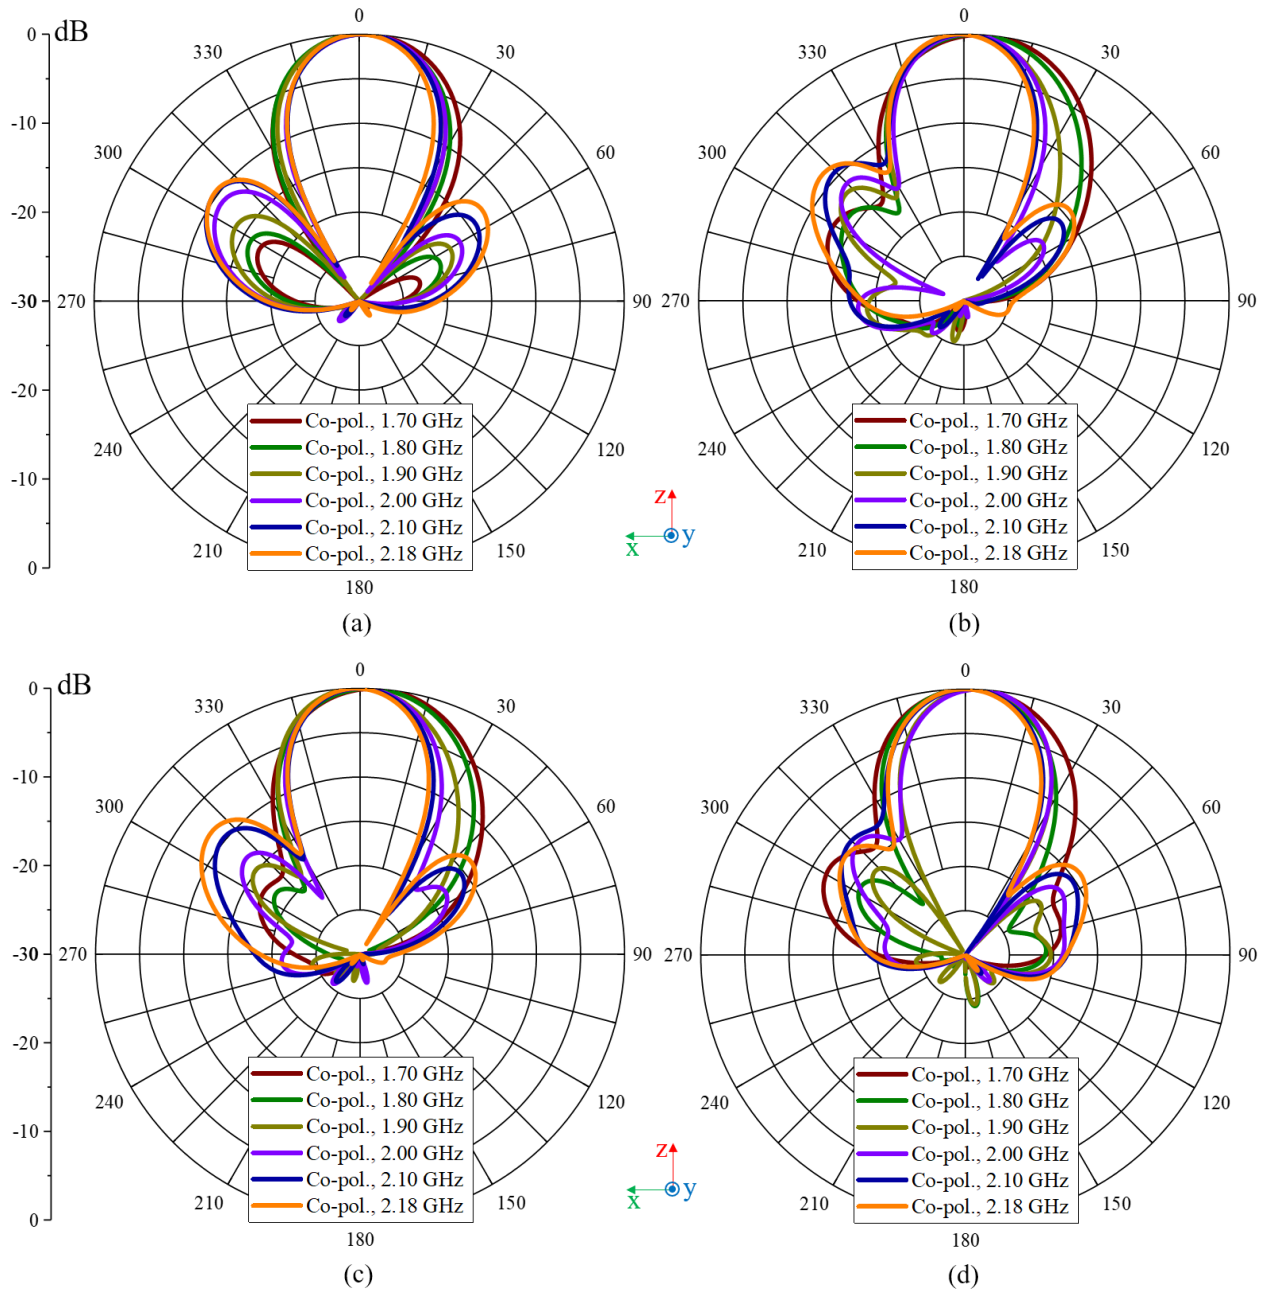 dB
0
-10
-20
-30
-20
-10
0
0
30
60
90
120
150
180
210
240
270
300
330
Co-pol., 1.70 GHz
Co-pol., 1.80 GHz
Co-pol., 1.90 GHz
Co-pol., 2.00 GHz
Co-pol., 2.10 GHz
Co-pol., 2.18 GHz
(a)
z
x
y
0
30
60
90
120
150
180
210
240
270
300
330
Co-pol., 1.70 GHz
Co-pol., 1.80 GHz
Co-pol., 1.90 GHz
Co-pol., 2.00 GHz
Co-pol., 2.10 GHz
Co-pol., 2.18 GHz
(b)
dB
0
-10
-20
-30
-20
-10
0
0
30
60
90
120
150
180
210
240
270
300
330
Co-pol., 1.70 GHz
Co-pol., 1.80 GHz
Co-pol., 1.90 GHz
Co-pol., 2.00 GHz
Co-pol., 2.10 GHz
Co-pol., 2.18 GHz
(c)
z
x
y
0
30
60
90
120
150
180
210
240
270
300
330
Co-pol., 1.70 GHz
Co-pol., 1.80 GHz
Co-pol., 1.90 GHz
Co-pol., 2.00 GHz
Co-pol., 2.10 GHz
Co-pol., 2.18 GHz
(d)